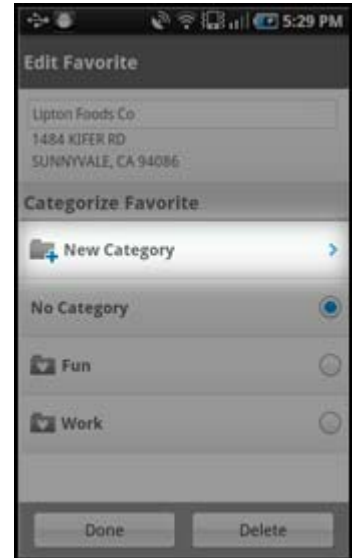 5:29 PM
Edit Favorite
Lipton Foods Co
1484 KIFER RD
SUNNYVALE, CA 94086
Categorize Favorite
New Category
No Category
Fun
Work
Done
Delete